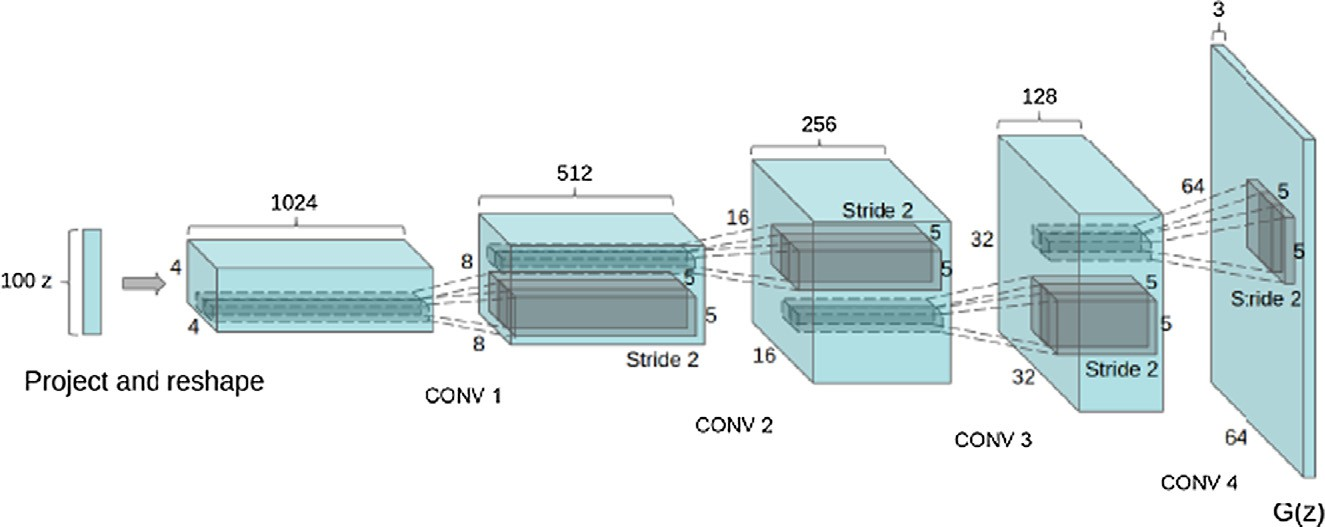 100 z
Project and reshape
1024
4
4
CONV 1
512
8
8
5
5
Stride 2
CONV 2
256
16
16
Stride 2
5
5
CONV 3
128
32
32
5
5
Stride 2
CONV 4
3
64
64
5
5
S:ride 2
G(z)